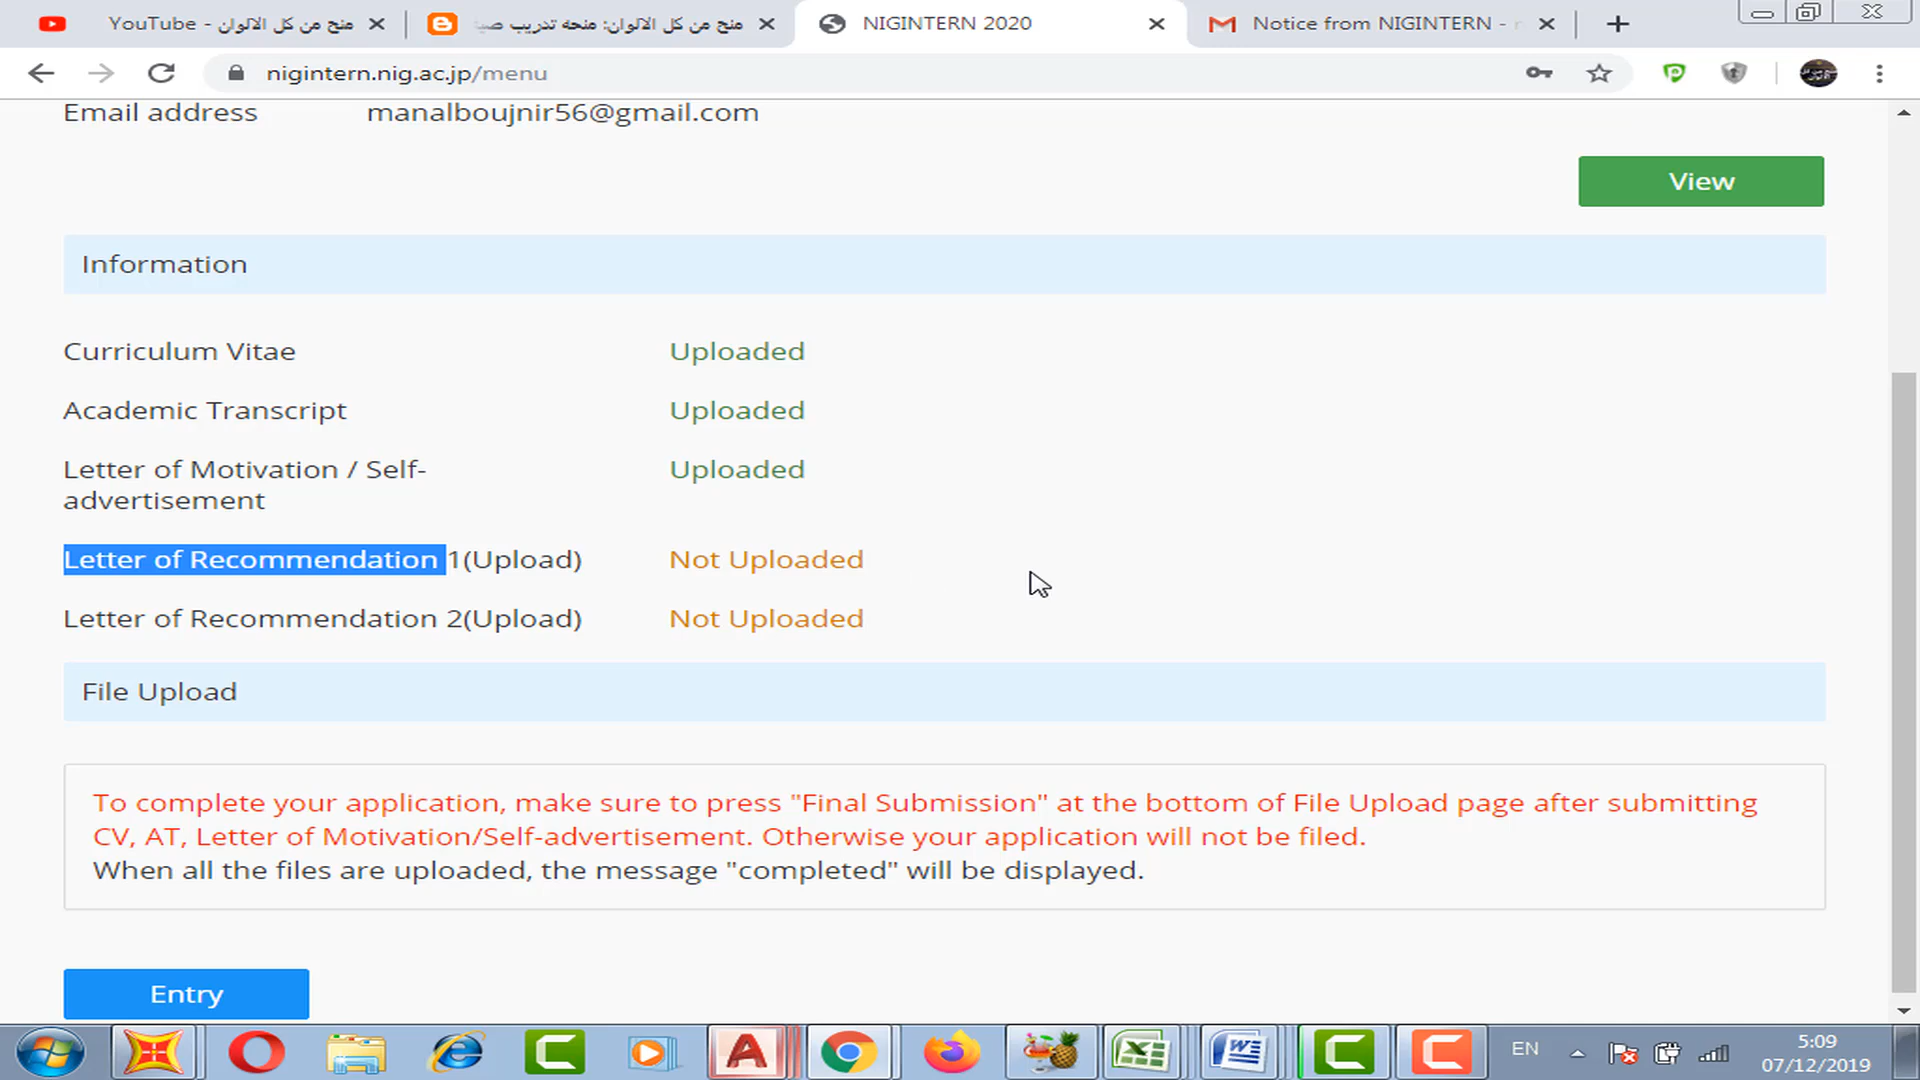 YouTube - منح من كل الالوان
منح من كل الالوان: منحه تدريب صيـ
NIGINTERN 2020
Notice from NIGINTERN -
nigintern.nig.ac.jp/menu
Email address manalboujnir56@gmail.com
View
Information
Curriculum Vitae Uploaded
Academic Transcript Uploaded
Letter of Motivation / Self- Uploaded
advertisement
Letter of Recommendation 1(Upload) Not Uploaded
Letter of Recommendation 2(Upload) Not Uploaded
File Upload
To complete your application, make sure to press "Final Submission" at the bottom of File Upload page after submitting
CV, AT, Letter of Motivation/Self-advertisement. Otherwise your application will not be filed.
When all the files are uploaded, the message "completed" will be displayed.
Entry
EN
5:09
07/12/2019